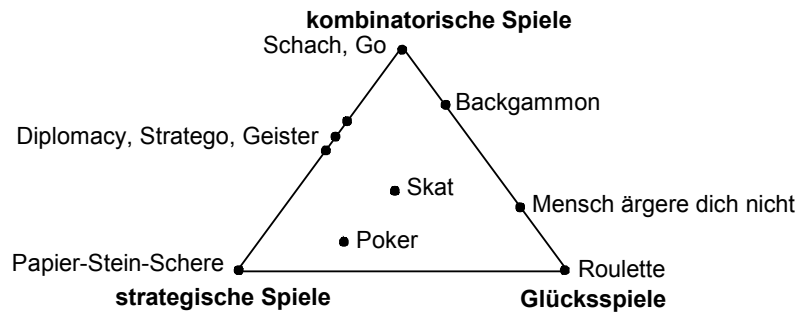 kombinatorische Spiele
Schach, Go
Backgammon
Diplomacy, Stratego, Geister
Skat
Mensch ärgere dich nicht
Poker
Papier-Stein-Schere
Roulette
strategische Spiele
Glücksspiele